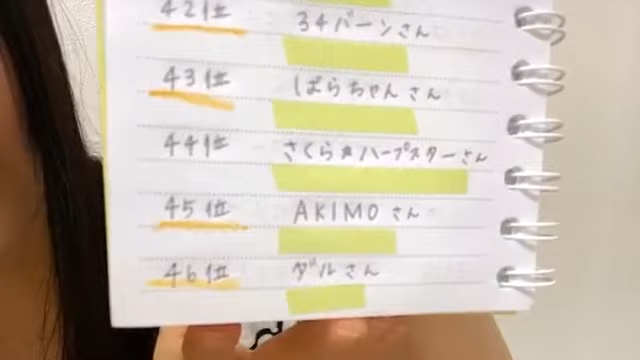 42位 34バーンさん
43位 ばらちゃんさん
44位 さくら★ハープスターさん
45位 AKIMOさん
46位 ダルさん